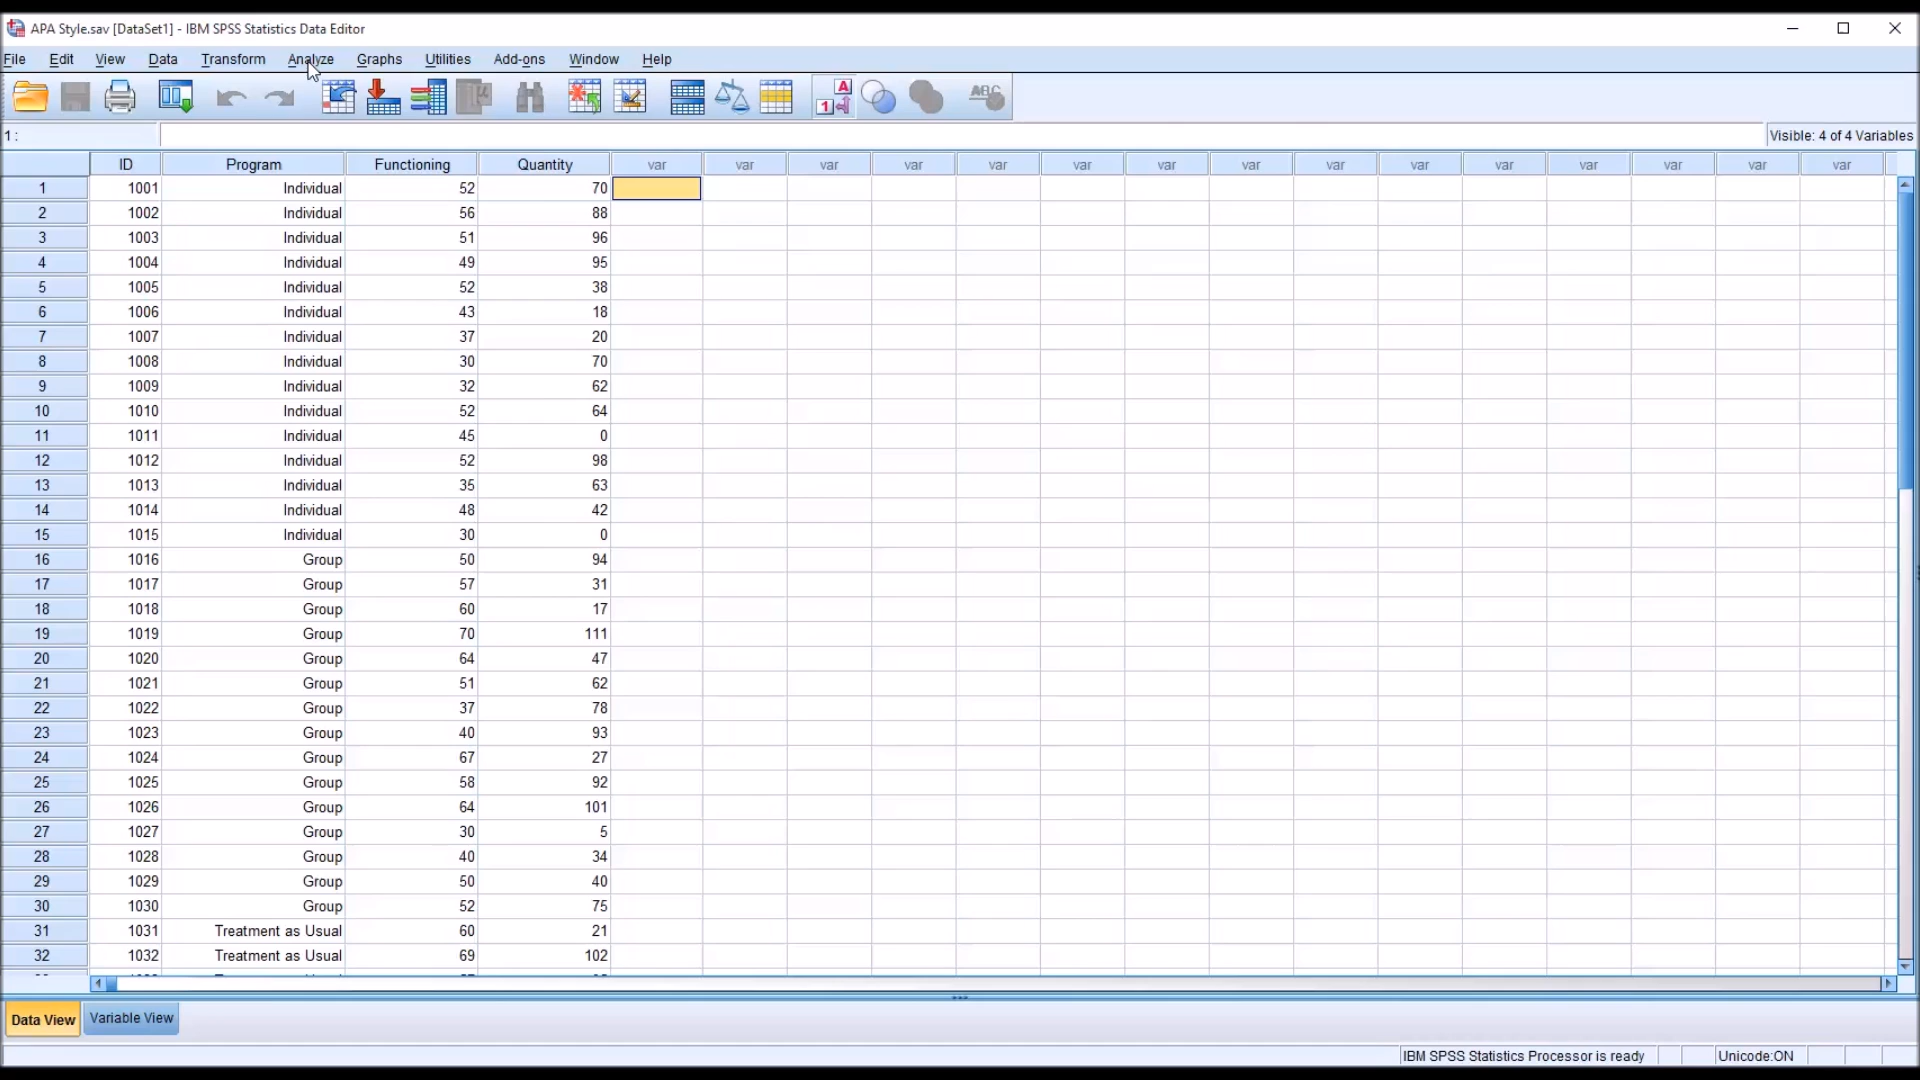 APA Style.sav [DataSet1] - IBM SPSS Statistics Data Editor
File Edit View Data Transform Analyze Graphs Utilities Add-ons Window Help
1 :
Visible: 4 of 4 Variables
ID Program Functioning Quantity var var var var var var var var var var var var var var var
1 1001 Individual 52 70
2 1002 Individual 56 88
3 1003 Individual 51 96
4 1004 Individual 49 95
5 1005 Individual 52 38
6 1006 Individual 43 18
7 1007 Individual 37 20
8 1008 Individual 30 70
9 1009 Individual 32 62
10 1010 Individual 52 64
11 1011 Individual 45 0
12 1012 Individual 52 98
13 1013 Individual 35 63
14 1014 Individual 48 42
15 1015 Individual 30 0
16 1016 Group 50 94
17 1017 Group 57 31
18 1018 Group 60 17
19 1019 Group 70 111
20 1020 Group 64 47
21 1021 Group 51 62
22 1022 Group 37 78
23 1023 Group 40 93
24 1024 Group 67 27
25 1025 Group 58 92
26 1026 Group 64 101
27 1027 Group 30 5
28 1028 Group 40 34
29 1029 Group 50 40
30 1030 Group 52 75
31 1031 Treatment as Usual 60 21
32 1032 Treatment as Usual 69 102
Data View Variable View
IBM SPSS Statistics Processor is ready Unicode:ON